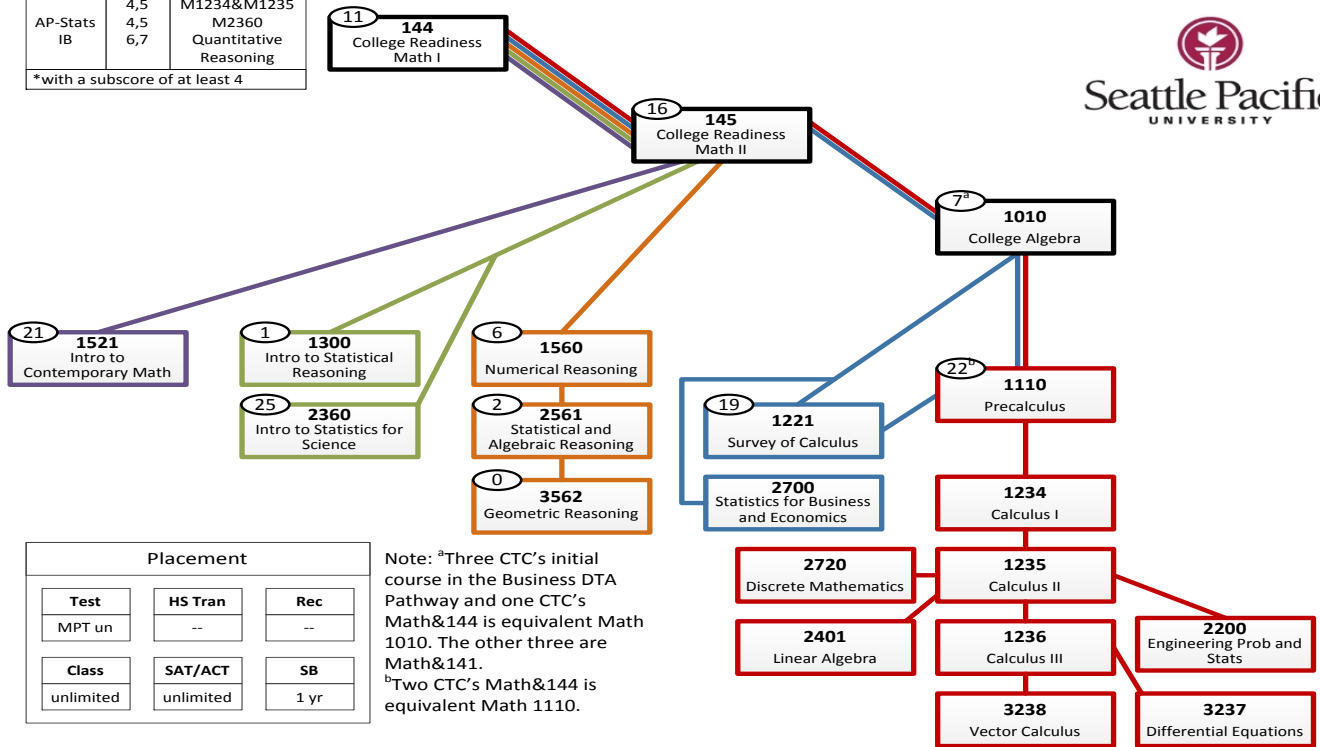 4,5 M1234&M1235
AP-Stats 4,5 M2360
IB 6,7 Quantitative
Reasoning
*with a subscore of at least 4
11
144
College Readiness
Math I
Seattle Pacific
UNIVERSITY
16
145
College Readiness
Math II
7a
1010
College Algebra
21
1521
Intro to
Contemporary Math
1
1300
Intro to Statistical
Reasoning
6
1560
Numerical Reasoning
22b
1110
Precalculus
25
2360
Intro to Statistics for
Science
2
2561
Statistical and
Algebraic Reasoning
19
1221
Survey of Calculus
0
3562
Geometric Reasoning
2700
Statistics for Business
and Economics
1234
Calculus I
2720
Discrete Mathematics
1235
Calculus II
2401
Linear Algebra
1236
Calculus III
2200
Engineering Prob and
Stats
3238
Vector Calculus
3237
Differential Equations
Placement
Test HS Tran Rec
MPT un -- --
Class SAT/ACT SB
unlimited unlimited 1 yr
Note: aThree CTC's initial
course in the Business DTA
Pathway and one CTC's
Math&144 is equivalent Math
1010. The other three are
Math&141.
bTwo CTC's Math&144 is
equivalent Math 1110.